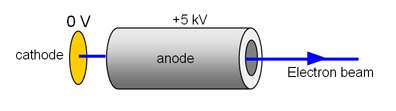 0 V
+5 kV
cathode
anode
Electron beam